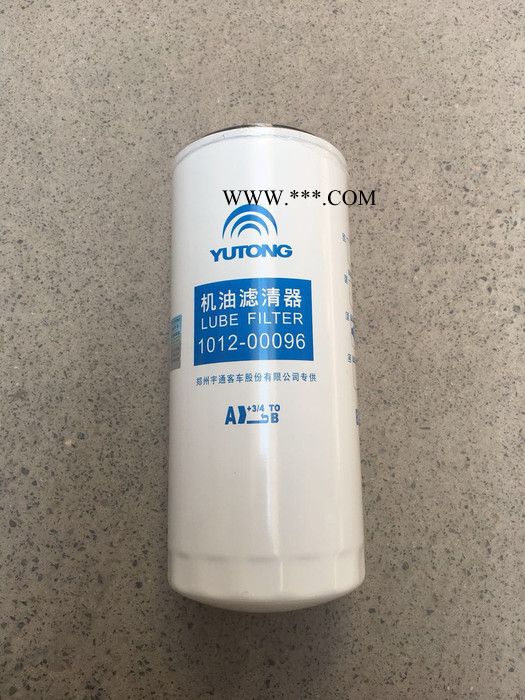 WWW.***.COM
YUTONG
机油滤清器
LUBE FILTER
1012-00096
郑州宇通客车股份有限公司专供
A +3/4 TO B